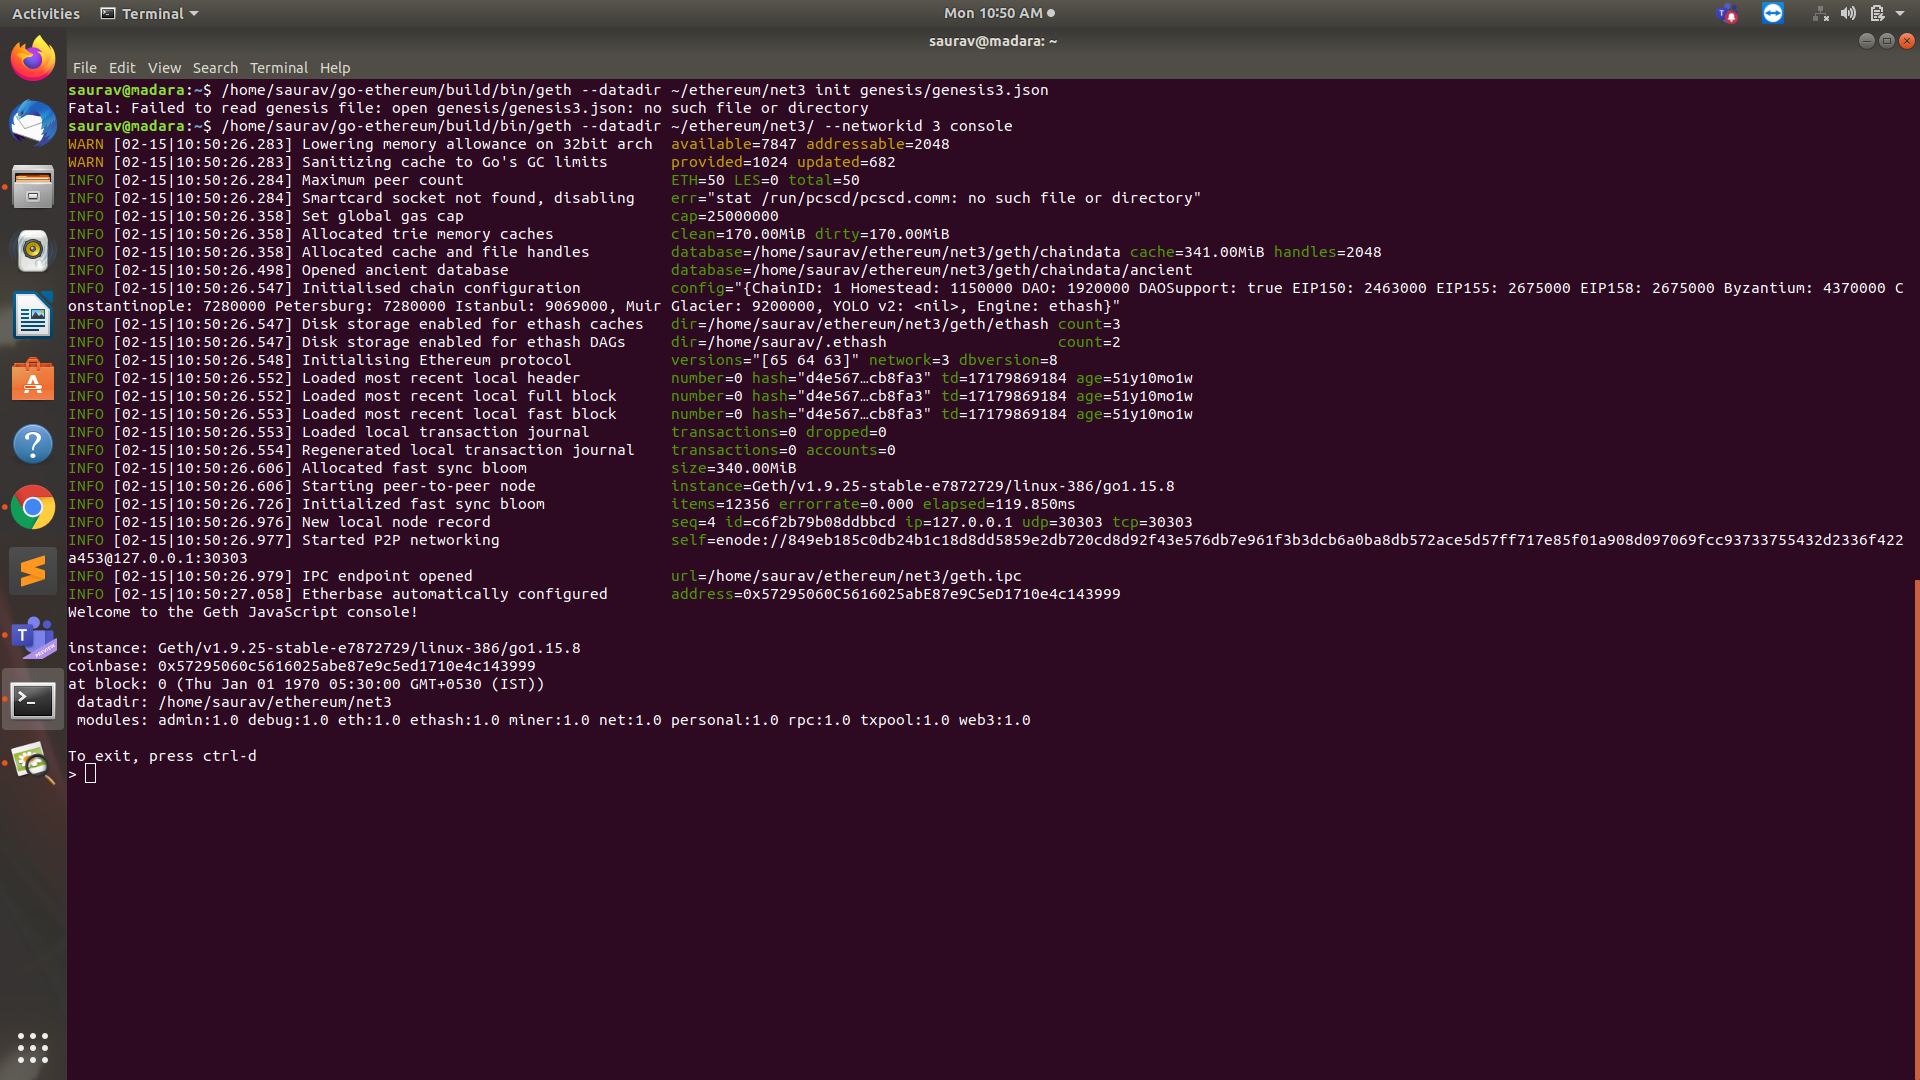 Activities Terminal Mon 10:50 AM
saurav@madara: ~
File Edit View Search Terminal Help
saurav@madara:~$ /home/saurav/go-ethereum/build/bin/geth --datadir ~/ethereum/net3 init genesis/genesis3.json
Fatal: Failed to read genesis file: open genesis/genesis3.json: no such file or directory
saurav@madara:~$ /home/saurav/go-ethereum/build/bin/geth --datadir ~/ethereum/net3/ --networkid 3 console
WARN [02-15|10:50:26.283] Lowering memory allowance on 32bit arch available=7847 addressable=2048
WARN [02-15|10:50:26.283] Sanitizing cache to Go's GC limits provided=1024 updated=682
INFO [02-15|10:50:26.284] Maximum peer count ETH=50 LES=0 total=50
INFO [02-15|10:50:26.284] Smartcard socket not found, disabling err="stat /run/pcscd/pcscd.comm: no such file or directory"
INFO [02-15|10:50:26.358] Set global gas cap cap=25000000
INFO [02-15|10:50:26.358] Allocated trie memory caches clean=170.00MiB dirty=170.00MiB
INFO [02-15|10:50:26.358] Allocated cache and file handles database=/home/saurav/ethereum/net3/geth/chaindata cache=341.00MiB handles=2048
INFO [02-15|10:50:26.498] Opened ancient database database=/home/saurav/ethereum/net3/geth/chaindata/ancient
INFO [02-15|10:50:26.547] Initialised chain configuration config="{ChainID: 1 Homestead: 1150000 DAO: 1920000 DAOSupport: true EIP150: 2463000 EIP155: 2675000 EIP158: 2675000 Byzantium: 4370000 C
onstantinople: 7280000 Petersburg: 7280000 Istanbul: 9069000, Muir Glacier: 9200000, YOLO v2: <nil>, Engine: ethash}"
INFO [02-15|10:50:26.547] Disk storage enabled for ethash caches dir=/home/saurav/ethereum/net3/geth/ethash count=3
INFO [02-15|10:50:26.547] Disk storage enabled for ethash DAGs dir=/home/saurav/.ethash count=2
INFO [02-15|10:50:26.548] Initialising Ethereum protocol versions="[65 64 63]" network=3 dbversion=8
INFO [02-15|10:50:26.552] Loaded most recent local header number=0 hash="d4e567…cb8fa3" td=17179869184 age=51y10mo1w
INFO [02-15|10:50:26.552] Loaded most recent local full block number=0 hash="d4e567…cb8fa3" td=17179869184 age=51y10mo1w
INFO [02-15|10:50:26.553] Loaded most recent local fast block number=0 hash="d4e567…cb8fa3" td=17179869184 age=51y10mo1w
INFO [02-15|10:50:26.553] Loaded local transaction journal transactions=0 dropped=0
INFO [02-15|10:50:26.554] Regenerated local transaction journal transactions=0 accounts=0
INFO [02-15|10:50:26.606] Allocated fast sync bloom size=340.00MiB
INFO [02-15|10:50:26.606] Starting peer-to-peer node instance=Geth/v1.9.25-stable-e7872729/linux-386/go1.15.8
INFO [02-15|10:50:26.726] Initialized fast sync bloom items=12356 errorrate=0.000 elapsed=119.850ms
INFO [02-15|10:50:26.976] New local node record seq=4 id=c6f2b79b08ddbbcd ip=127.0.0.1 udp=30303 tcp=30303
INFO [02-15|10:50:26.977] Started P2P networking self=enode://849eb185c0db24b1c18d8dd5859e2db720cd8d92f43e576db7e961f3b3dcb6a0ba8db572ace5d57ff717e85f01a908d097069fcc93733755432d2336f422
a453@127.0.0.1:30303
INFO [02-15|10:50:26.979] IPC endpoint opened url=/home/saurav/ethereum/net3/geth.ipc
INFO [02-15|10:50:27.058] Etherbase automatically configured address=0x57295060C5616025abE87e9C5eD1710e4c143999
Welcome to the Geth JavaScript console!
instance: Geth/v1.9.25-stable-e7872729/linux-386/go1.15.8
coinbase: 0x57295060c5616025abe87e9c5ed1710e4c143999
at block: 0 (Thu Jan 01 1970 05:30:00 GMT+0530 (IST))
datadir: /home/saurav/ethereum/net3
modules: admin:1.0 debug:1.0 eth:1.0 ethash:1.0 miner:1.0 net:1.0 personal:1.0 rpc:1.0 txpool:1.0 web3:1.0
To exit, press ctrl-d
>